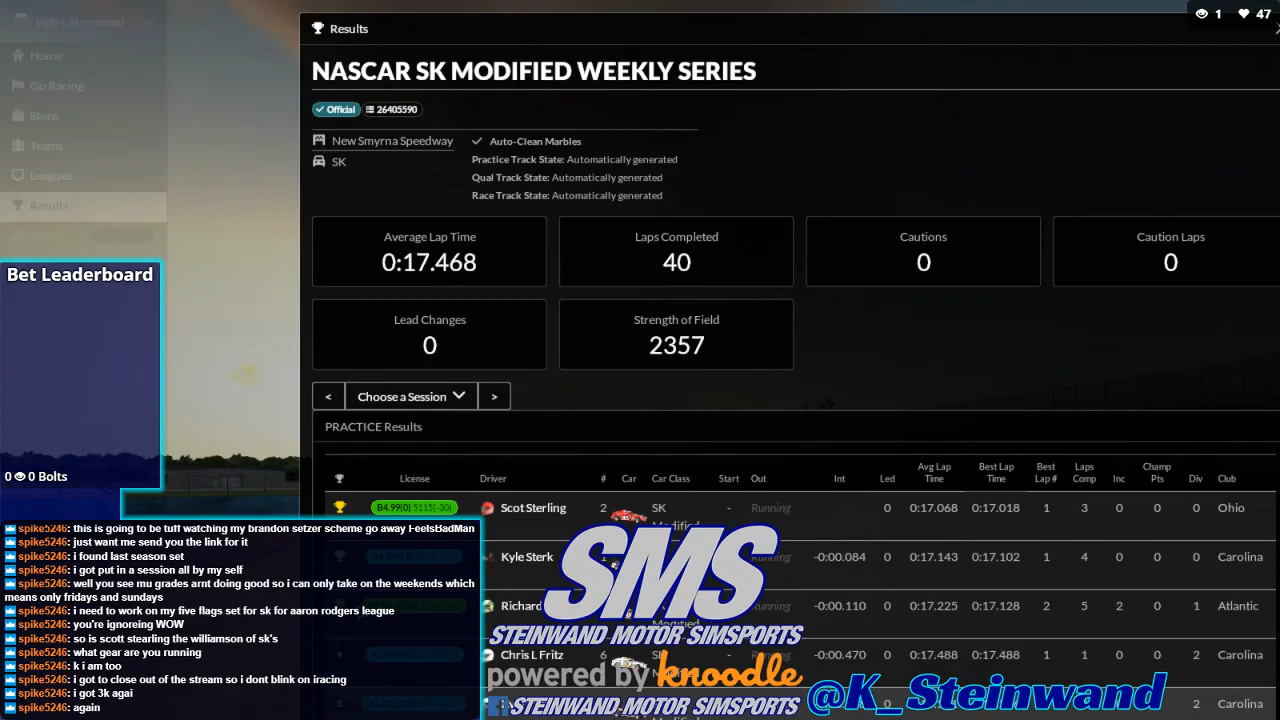 Kyle L Steinwand
1
47
Home
Go Racing
Store
Teams
Leagues
Results
Results
NASCAR SK MODIFIED WEEKLY SERIES
Official
26405590
New Smyrna Speedway
SK
Auto-Clean Marbles
Practice Track State: Automatically generated
Qual Track State: Automatically generated
Race Track State: Automatically generated
Average Lap Time
0:17.468
Laps Completed
40
Cautions
0
Caution Laps
0
Lead Changes
0
Strength of Field
2357
< Choose a Session >
PRACTICE Results
License Driver # Car Car Class Start Out Int Led Avg Lap Time Best Lap Time Best Lap # Laps Comp Inc Champ Pts Div Club
B4.99(0) 5115(-30) Scot Sterling 2 SK Modified - Running 0 0:17.068 0:17.018 1 3 0 0 0 Ohio
Kyle Sterk - -0:00.084 0 0:17.143 0:17.102 1 4 0 0 0 Carolina
Richard -0:00.110 0 0:17.225 0:17.128 2 5 2 0 1 Atlantic
4 Chris L Fritz 6 -0:00.470 0 0:17.488 0:17.488 1 1 0 0 2 Carolina
5 2 Carolina
Bet Leaderboard
0 0 Bolts
spike5246: this is going to be tuff watching my brandon setzer scheme go away FeelsBadMan
spike5246: just want me send you the link for it
spike5246: i found last season set
spike5246: i got put in a session all by my self
spike5246: well you see mu grades arnt doing good so i can only take on the weekends which
means only fridays and sundays
spike5246: i need to work on my five flags set for sk for aaron rodgers league
spike5246: you're ignoring WOW
spike5246: so is scott stearling the williamson of sk's
spike5246: what gear are you running
spike5246: k i am too
spike5246: i got to close out of the stream so i dont blink on iracing
spike5246: i got 3k agai
spike5246: again
SMS
STEINWAND MOTOR SIMSPORTS
powered by knoodle
STEINWAND MOTOR SIMSPORTS
@K_Steinwand